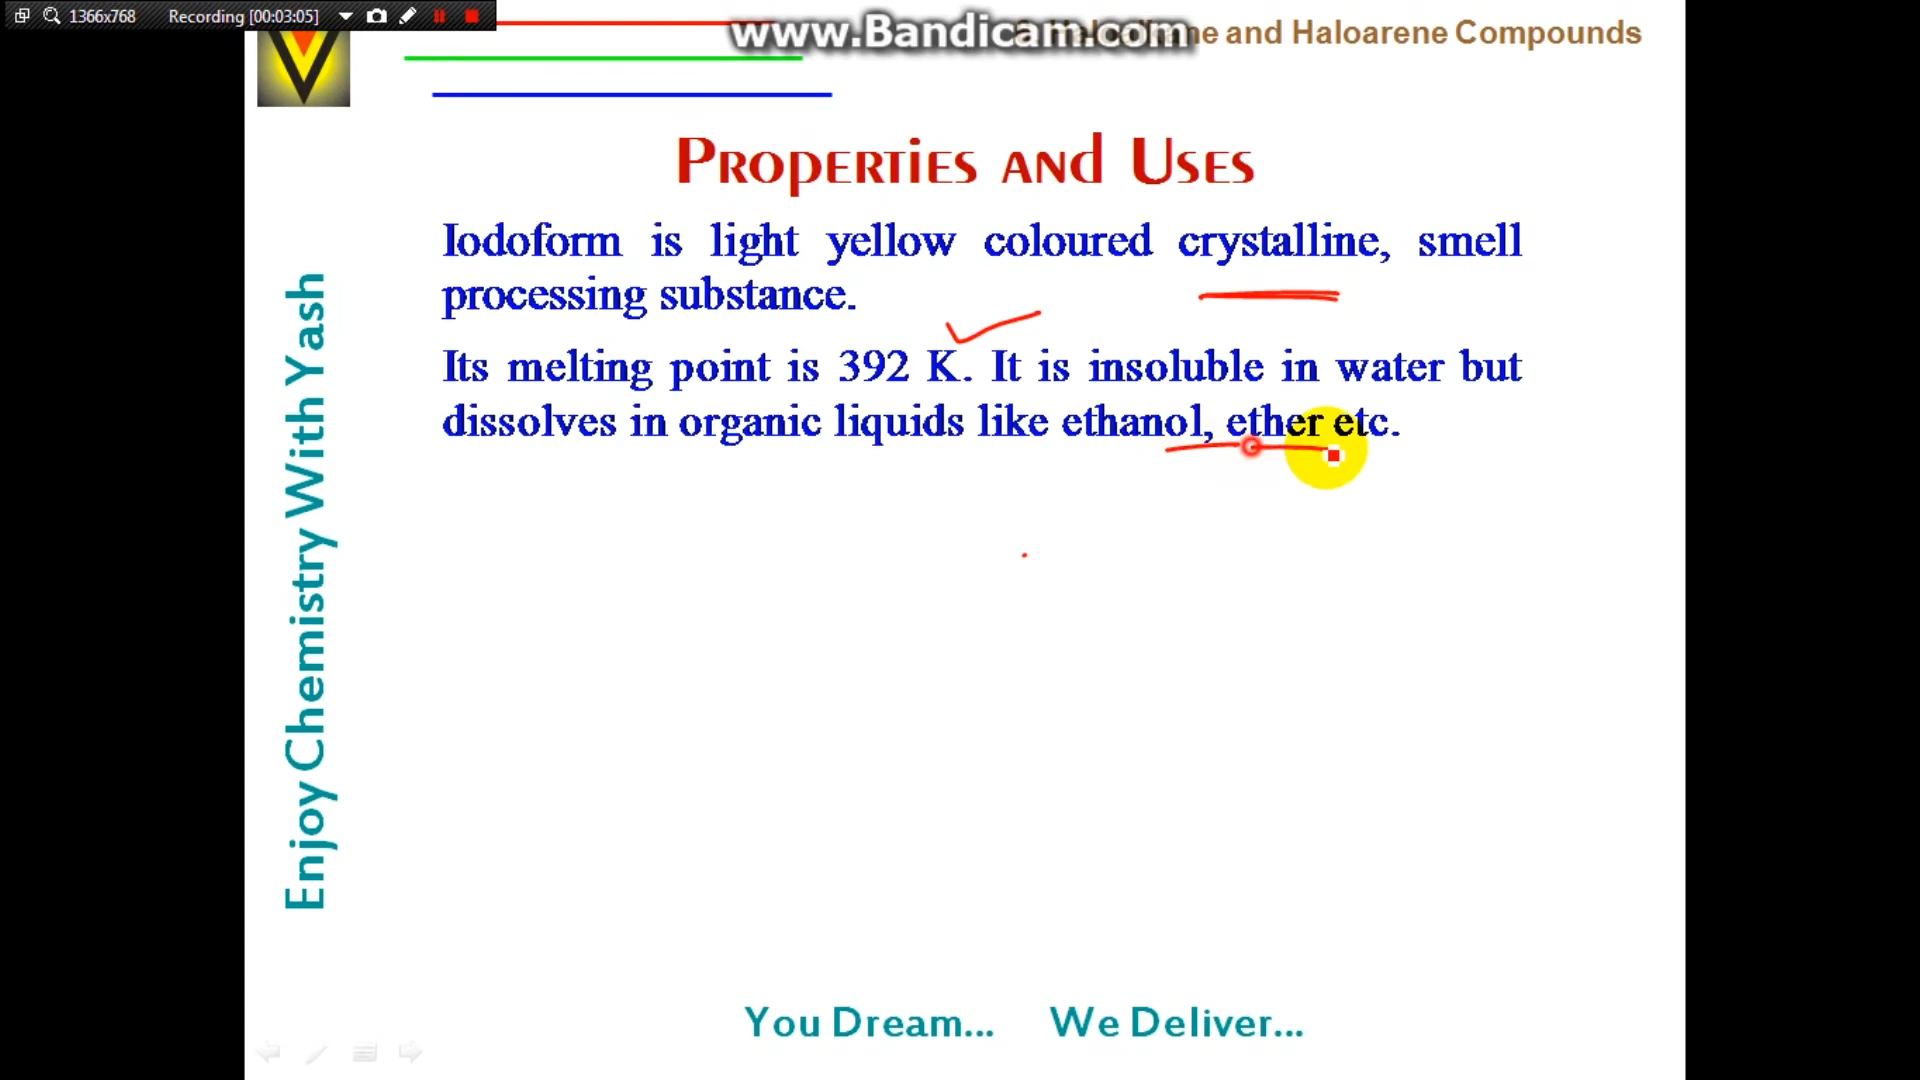 1366x768 Recording [00:03:05]
www.Bandicam.com
and Haloarene Compounds
Properties and Uses
Iodoform is light yellow coloured crystalline, smell
processing substance.
Its melting point is 392 K. It is insoluble in water but
dissolves in organic liquids like ethanol, ether etc.
Enjoy Chemistry With Yash
You Dream... We Deliver...